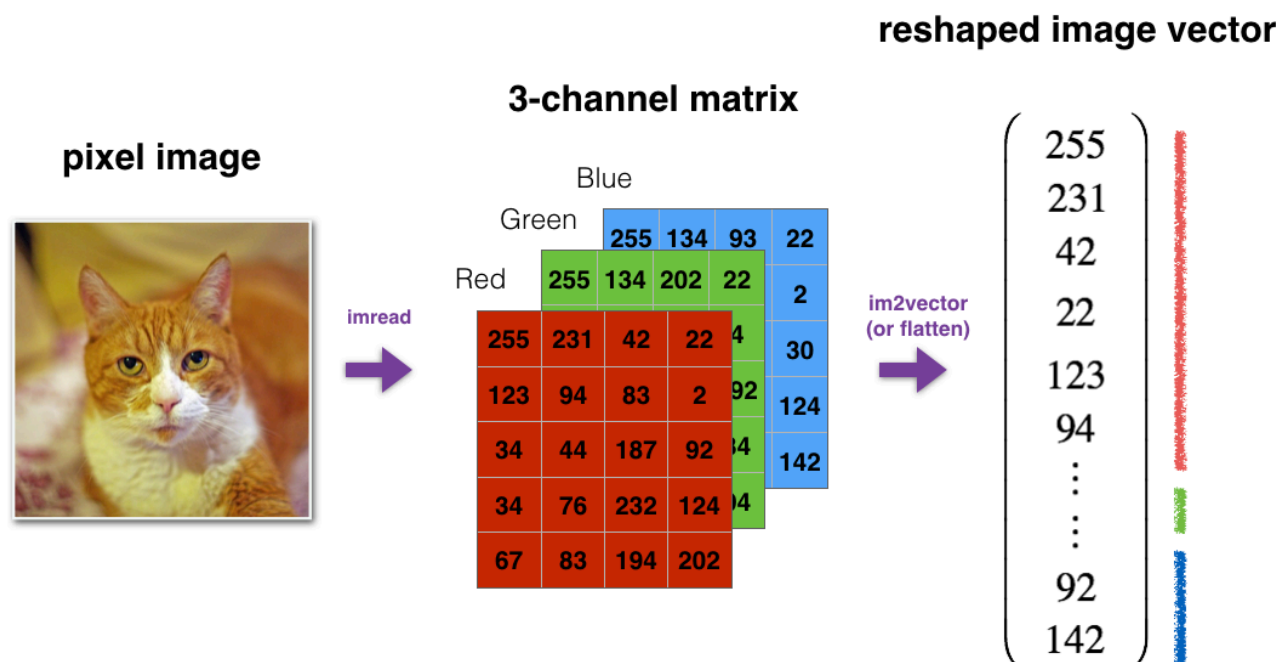 reshaped image vector
3-channel matrix
pixel image
Blue
Green
Red
255 134 93 22
2
30
124
142
255 134 202 22
4
92
34
94
255 231 42 22
123 94 83 2
34 44 187 92
34 76 232 124
67 83 194 202
imread
im2vector
(or flatten)
255
231
42
22
123
94
92
142